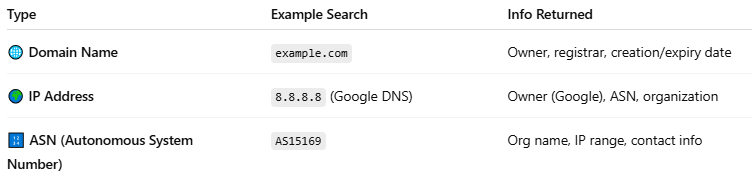 Type Example Search Info Returned
🌐 Domain Name example.com Owner, registrar, creation/expiry date
🌍 IP Address 8.8.8.8 (Google DNS) Owner (Google), ASN, organization
🔢 ASN (Autonomous System AS15169 Org name, IP range, contact info
Number)